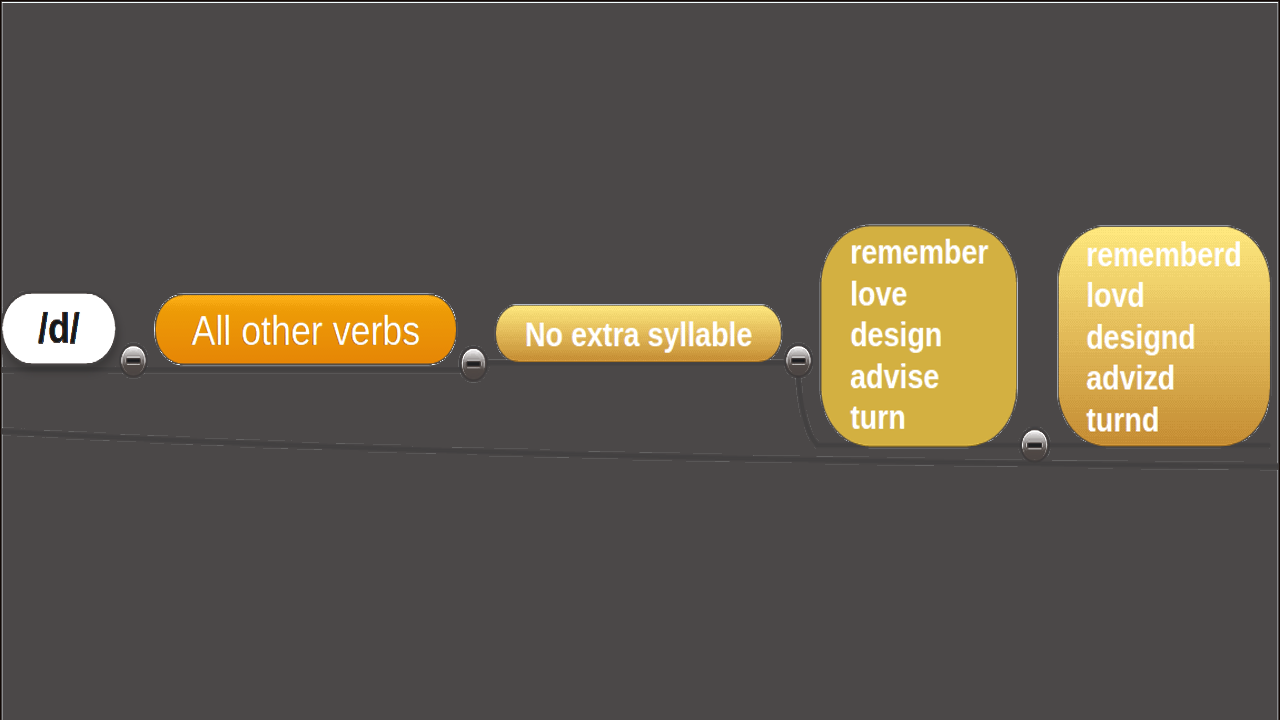 /d/
All other verbs
No extra syllable
remember
love
design
advise
turn
rememberd
lovd
designd
advizd
turnd